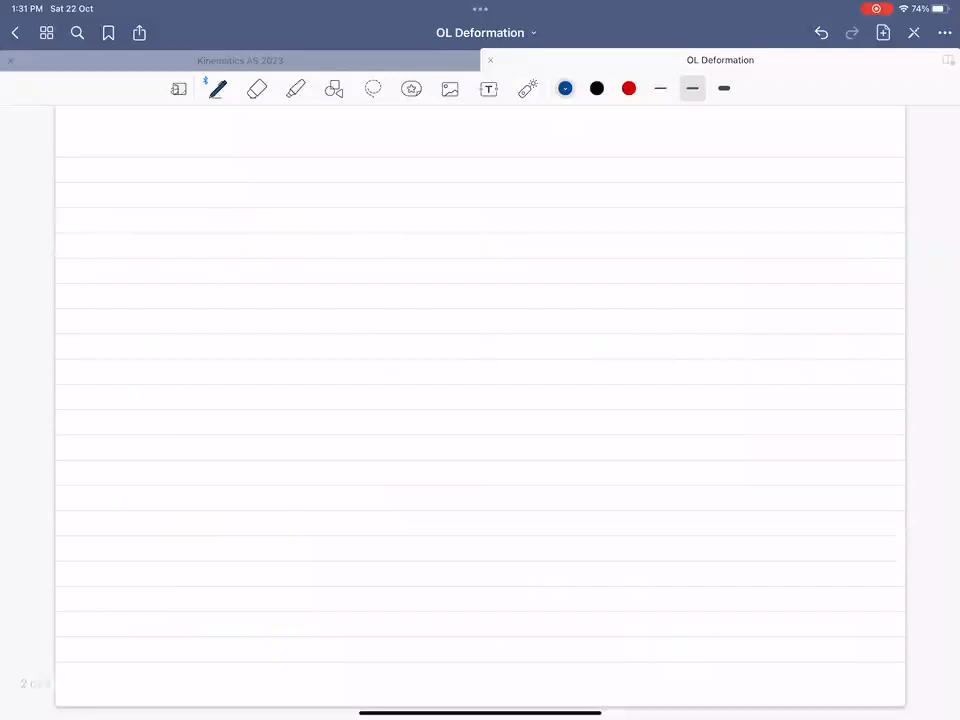 1:31 PM Sat 22 Oct
74%
OL Deformation
Kinematics AS 2023
OL Deformation
T